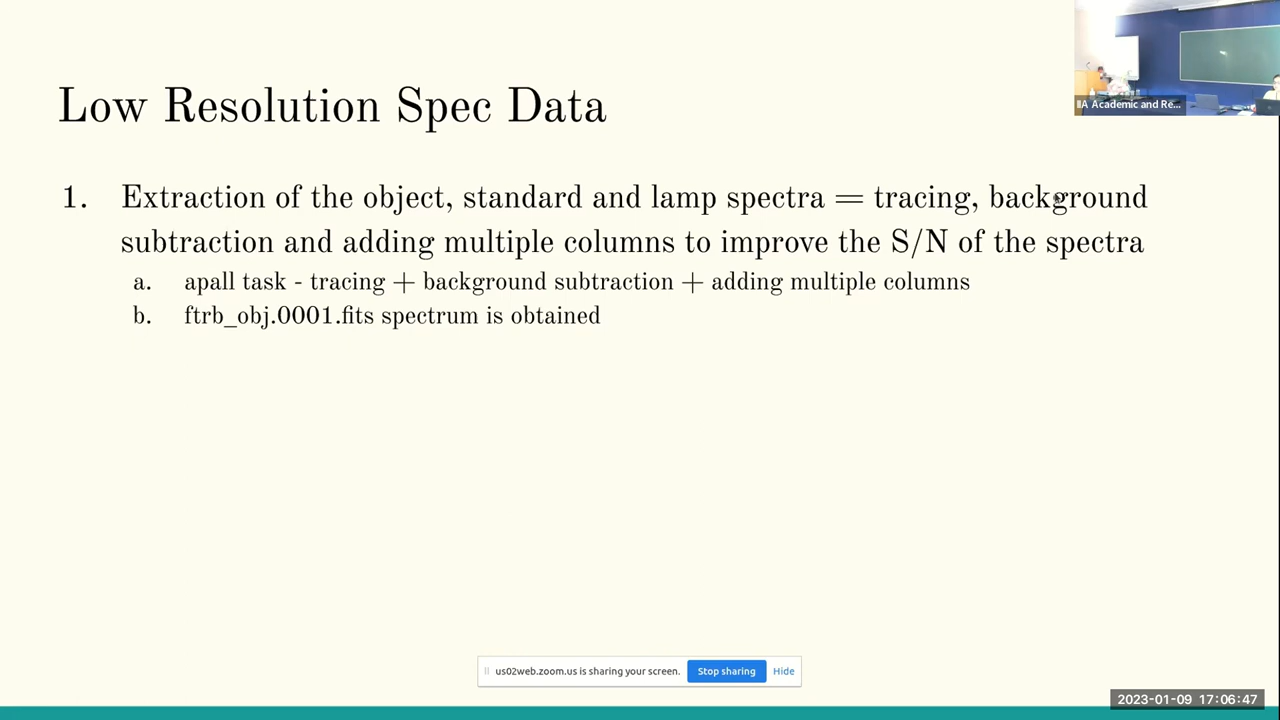 IIA Academic and Re...
Low Resolution Spec Data
1. Extraction of the object, standard and lamp spectra = tracing, background
subtraction and adding multiple columns to improve the S/N of the spectra
a. apall task - tracing + background subtraction + adding multiple columns
b. ftrb_obj.0001.fits spectrum is obtained
us02web.zoom.us is sharing your screen. Stop sharing Hide
2023-01-09 17:06:47